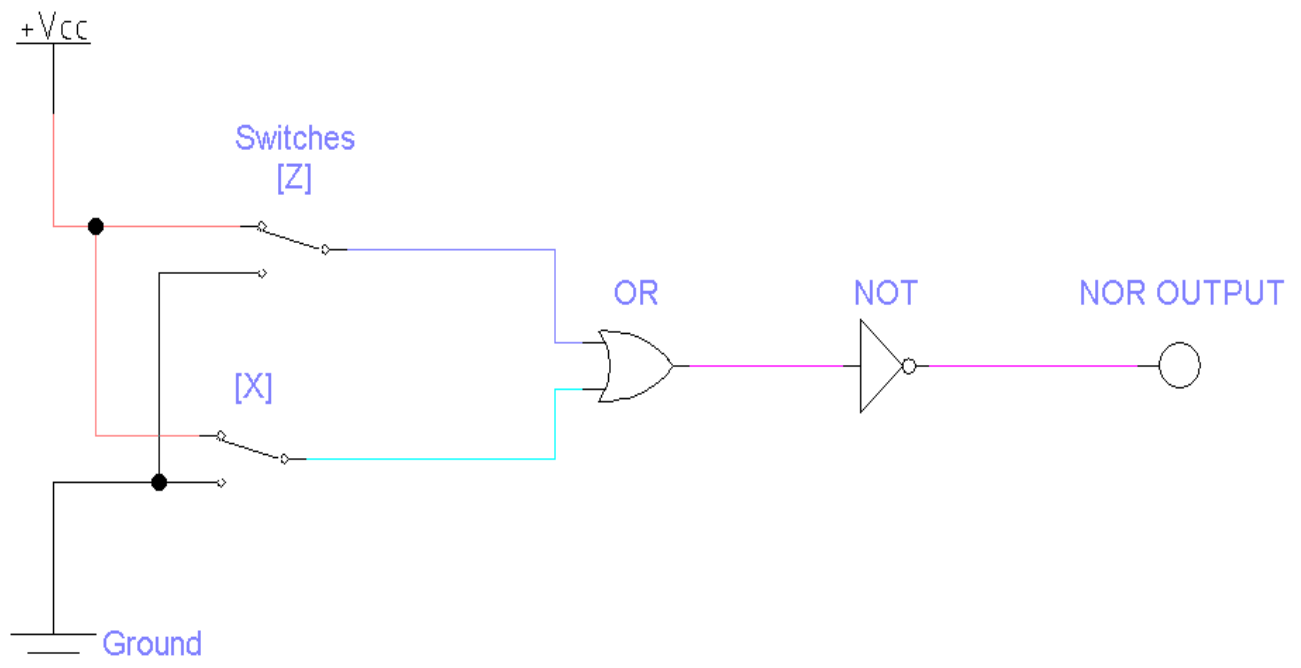 +Vcc
Switches
[Z]
OR
NOT
NOR OUTPUT
[X]
Ground